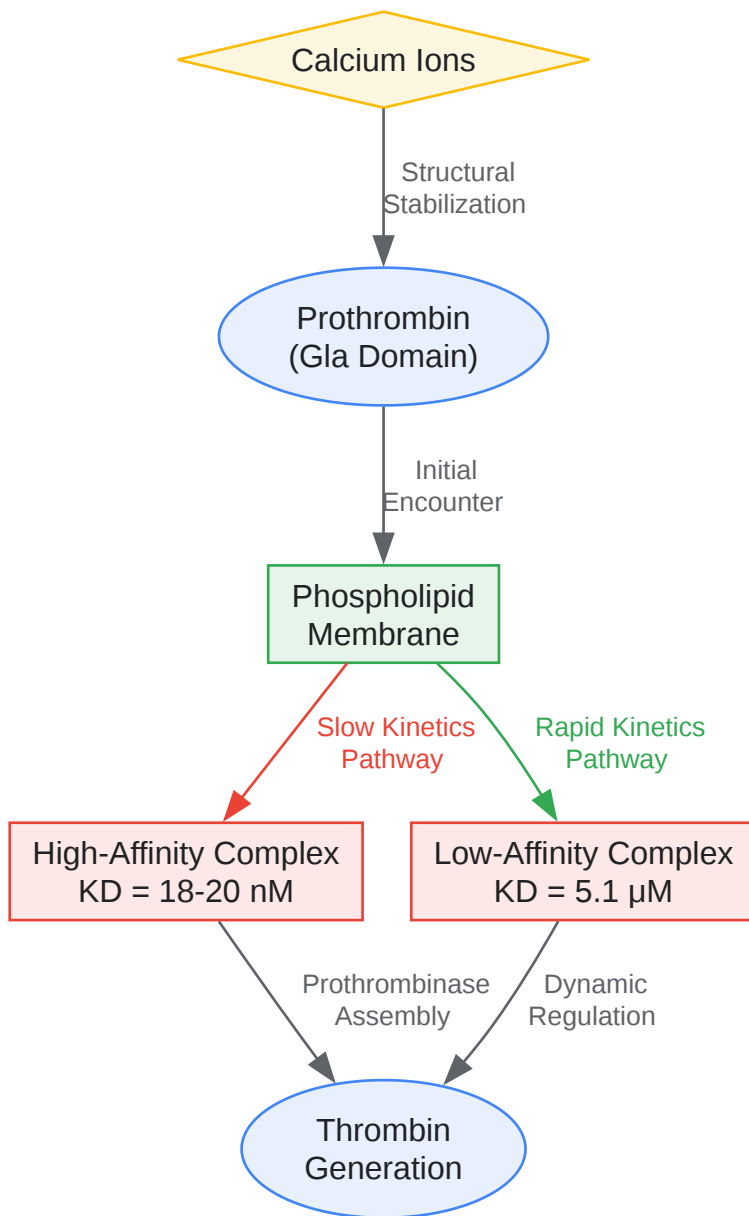 Calcium Ions
Structural
Stabilization
Prothrombin
(Gla Domain)
Initial
Encounter
Phospholipid
Membrane
Slow Kinetics
Pathway
Rapid Kinetics
Pathway
High-Affinity Complex
KD = 18-20 nM
Low-Affinity Complex
KD = 5.1 μM
Prothrombinase
Assembly
Dynamic
Regulation
Thrombin
Generation